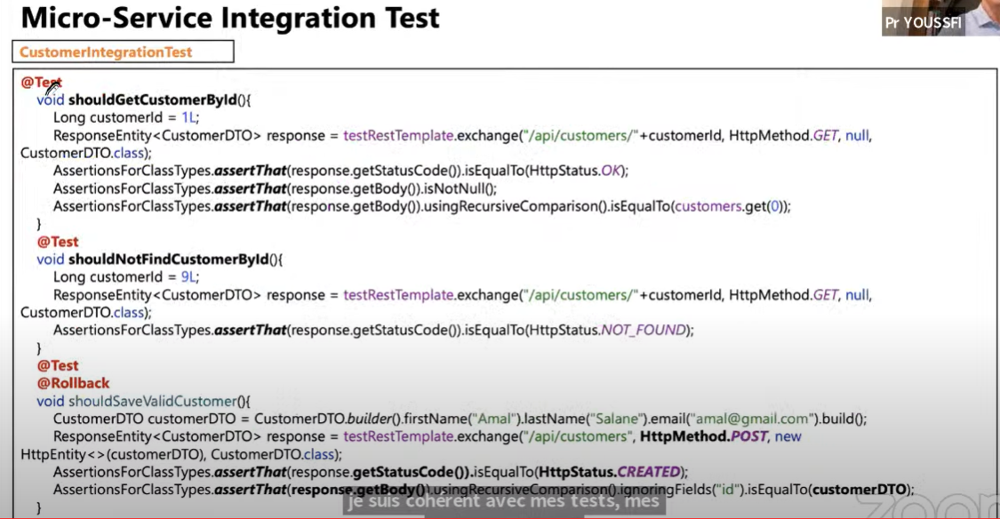 Micro-Service Integration Test
Pr YOUSSFI
CustomerIntegrationTest
@Test
void shouldGetCustomerById(){
Long customerId = 1L;
ResponseEntity<CustomerDTO> response = testRestTemplate.exchange("/api/customers/"+customerId, HttpMethod.GET, null,
CustomerDTO.class);
AssertionsForClassTypes.assertThat(response.getStatusCode()).isEqualTo(HttpStatus.OK);
AssertionsForClassTypes.assertThat(response.getBody()).isNotNull();
AssertionsForClassTypes.assertThat(response.getBody()).usingRecursiveComparison().isEqualTo(customers.get(0));
}
@Test
void shouldNotFindCustomerById(){
Long customerId = 9L;
ResponseEntity<CustomerDTO> response = testRestTemplate.exchange("/api/customers/"+customerId, HttpMethod.GET, null,
CustomerDTO.class);
AssertionsForClassTypes.assertThat(response.getStatusCode()).isEqualTo(HttpStatus.NOT_FOUND);
}
@Test
@Rollback
void shouldSaveValidCustomer(){
CustomerDTO customerDTO = CustomerDTO.builder().firstName("Amal").lastName("Salane").email("amal@gmail.com").build();
ResponseEntity<CustomerDTO> response = testRestTemplate.exchange("/api/customers", HttpMethod.POST, new
HttpEntity<>(customerDTO), CustomerDTO.class);
AssertionsForClassTypes.assertThat(response.getStatusCode()).isEqualTo(HttpStatus.CREATED);
AssertionsForClassTypes.assertThat(response.getBody().usingRecursiveComparison().ignoringFields("id").isEqualTo(customerDTO);
je suis cohérent avec mes tests, mes
}
zoom